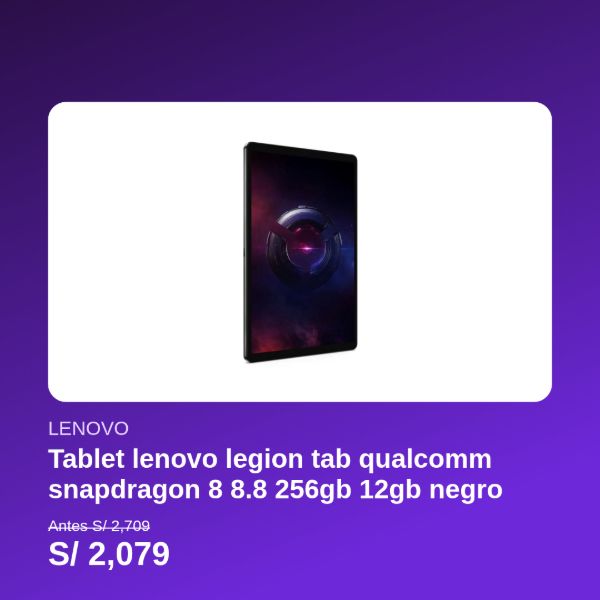 LENOVO
Tablet lenovo legion tab qualcomm
snapdragon 8 8.8 256gb 12gb negro
Antes S/ 2,709
S/ 2,079